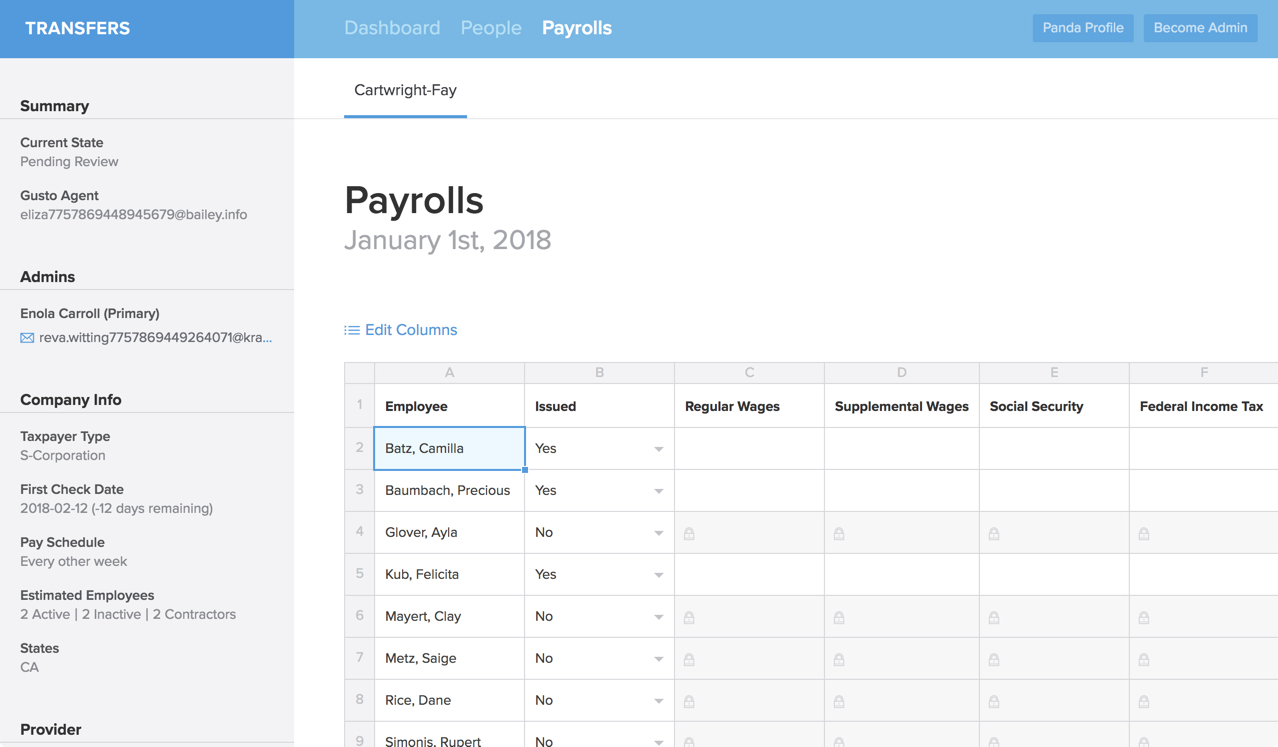 TRANSFERS
Dashboard People Payrolls
Panda Profile Become Admin
Summary
Current State
Pending Review
Gusto Agent
eliza7757869448945679@bailey.info
Admins
Enola Carroll (Primary)
reva.witting7757869449264071@kra...
Company Info
Taxpayer Type
S-Corporation
First Check Date
2018-02-12 (-12 days remaining)
Pay Schedule
Every other week
Estimated Employees
2 Active | 2 Inactive | 2 Contractors
States
CA
Provider
Cartwright-Fay
Payrolls
January 1st, 2018
Edit Columns
A B C D E F
1 Employee Issued Regular Wages Supplemental Wages Social Security Federal Income Tax
2 Batz, Camilla Yes
3 Baumbach, Precious Yes
4 Glover, Ayla No
5 Kub, Felicita Yes
6 Mayert, Clay No
7 Metz, Saige No
8 Rice, Dane No
9 Simonis, Rupert No